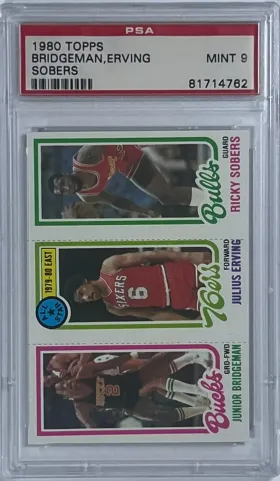 PSA
1980 TOPPS
BRIDGEMAN,ERVING MINT 9
SOBERS 81714762
Bulls
GUARD
RICKY SOBERS
1979-80 EAST
SIXERS
6
76ers
FORWARD
JULIUS ERVING
Bucks
GRD-FWD
JUNIOR BRIDGEMAN